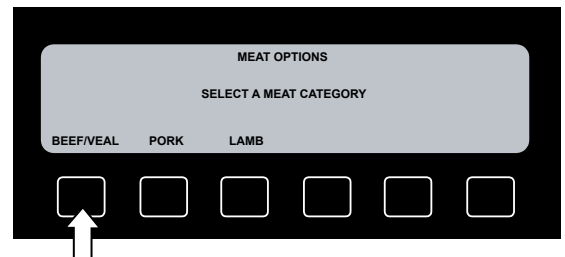 MEAT OPTIONS
SELECT A MEAT CATEGORY
BEEF/VEAL PORK LAMB